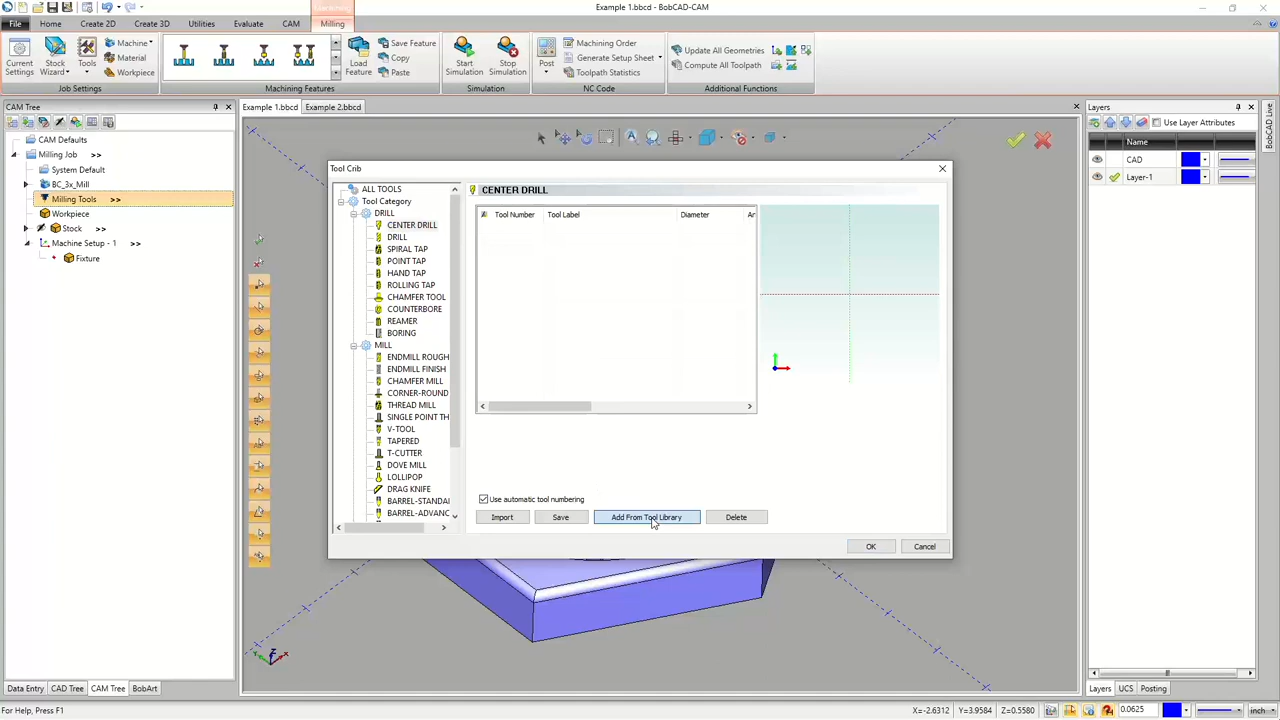 Machining
Example 1.bbcd - BobCAD-CAM
File Home Create 2D Create 3D Utilities Evaluate CAM Milling
Current Settings
Stock Wizard
Tools
Machine
Material
Workpiece
Job Settings
Machining Features
Load Feature
Save Feature
Copy
Paste
Start Simulation
Stop Simulation
Simulation
Post
Machining Order
Generate Setup Sheet
Toolpath Statistics
NC Code
Update All Geometries
Compute All Toolpath
Additional Functions
CAM Tree
Example 1.bbcd Example 2.bbcd
CAM Defaults
Milling Job >>
System Default
BC_3x_Mill
Milling Tools >>
Workpiece
Stock >>
Machine Setup - 1 >>
Fixture
Tool Crib
ALL TOOLS
Tool Category
DRILL
CENTER DRILL
DRILL
SPIRAL TAP
POINT TAP
HAND TAP
ROLLING TAP
CHAMFER TOOL
COUNTERBORE
REAMER
BORING
MILL
ENDMILL ROUGH
ENDMILL FINISH
CHAMFER MILL
CORNER-ROUND
THREAD MILL
SINGLE POINT TH
V-TOOL
TAPERED
T-CUTTER
DOVE MILL
LOLLIPOP
DRAG KNIFE
BARREL-STANDA
BARREL-ADVANC
CENTER DRILL
Tool Number Tool Label Diameter Ar
Use automatic tool numbering
Import Save Add From Tool Library Delete
OK Cancel
Layers
Use Layer Attributes
Name
CAD
Layer-1
BobCAD Live
Z
Y X
Data Entry CAD Tree CAM Tree BobArt
Layers UCS Posting
For Help, Press F1
X=-2.6312 Y=3.9584 Z=0.5580 0.0625 inch